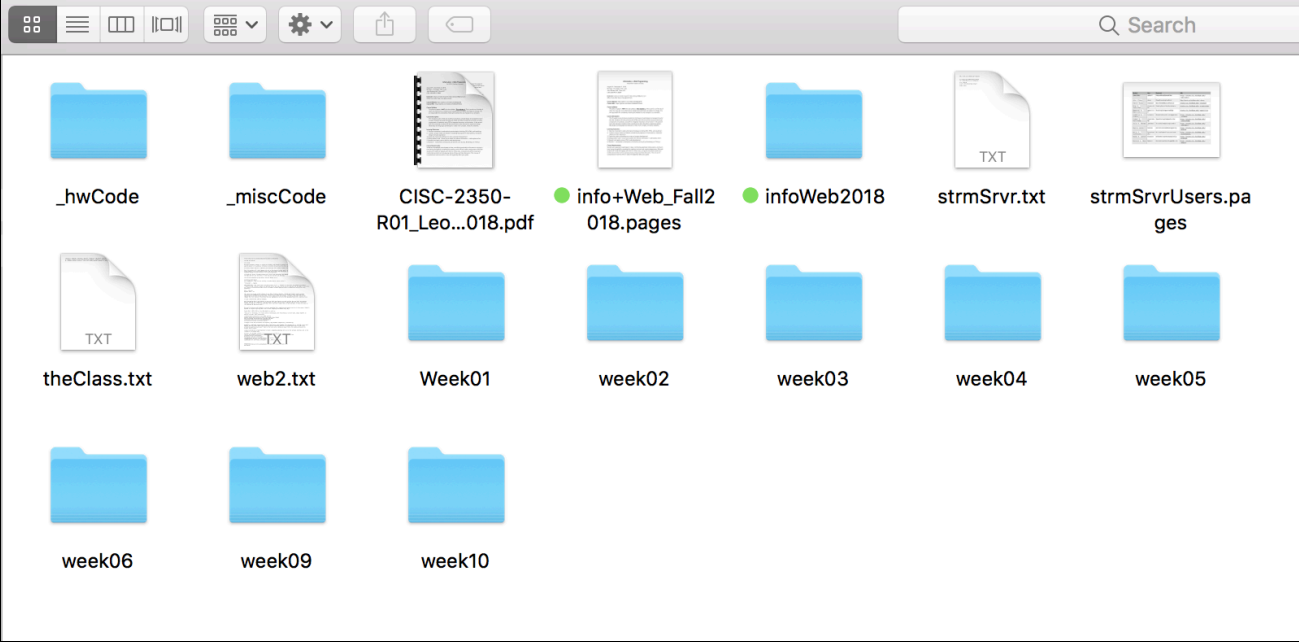 Search
_hwCode
_miscCode
CISC-2350-
R01_Leo...018.pdf
info+Web_Fall2
018.pages
infoWeb2018
TXT
strmSrvr.txt
strmSrvrUsers.pa
ges
TXT
theClass.txt
TXT
web2.txt
Week01
week02
week03
week04
week05
week06
week09
week10